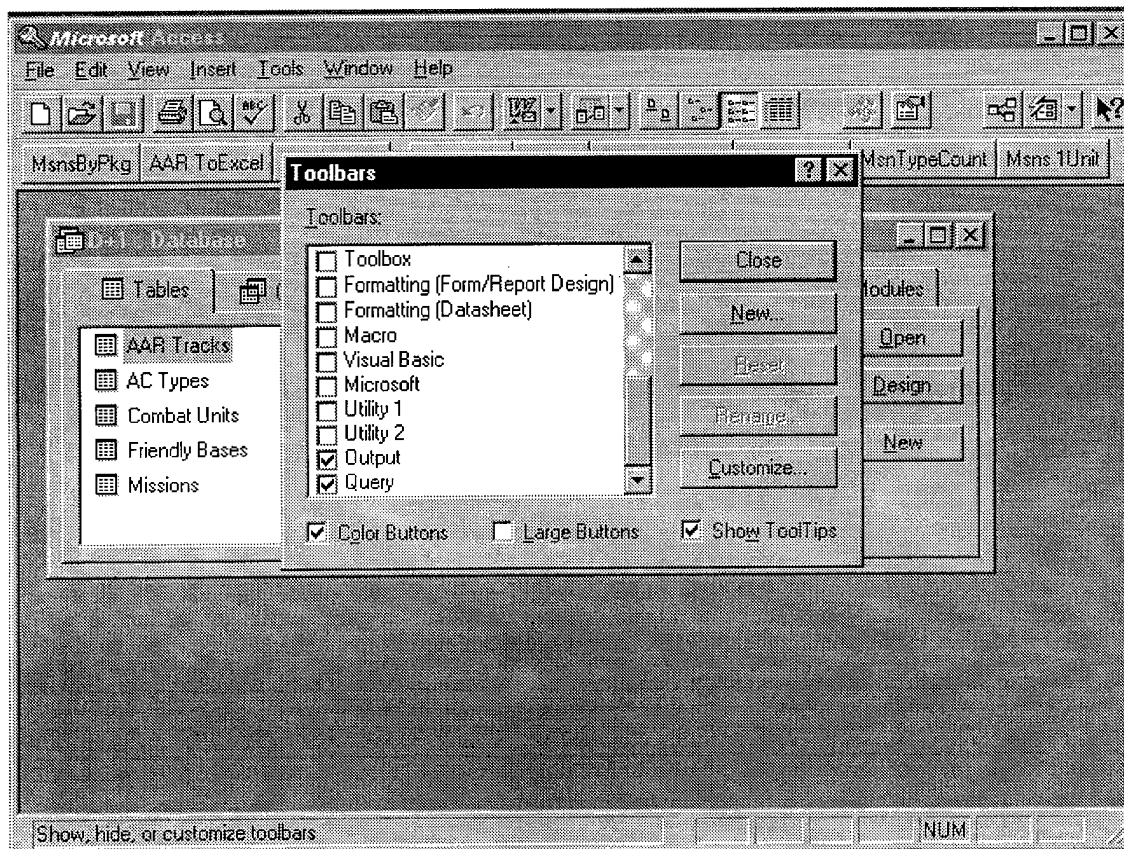 Microsoft Access
File Edit View Insert Tools Window Help
MsnsByPkg AAR ToExcel MsnTypeCount Msns 1Unit
Toolbars
Toolbars:
Toolbox
Formatting (Form/Report Design)
Formatting (Datasheet)
Macro
Visual Basic
Microsoft
Utility 1
Utility 2
Output
Query
Close
New...
Reset
Rename...
Customize...
Color Buttons Large Buttons Show ToolTips
D+1 : Database
Tables
AAR Tracks
AC Types
Combat Units
Friendly Bases
Missions
Open
Design
New
Show, hide, or customize toolbars NUM